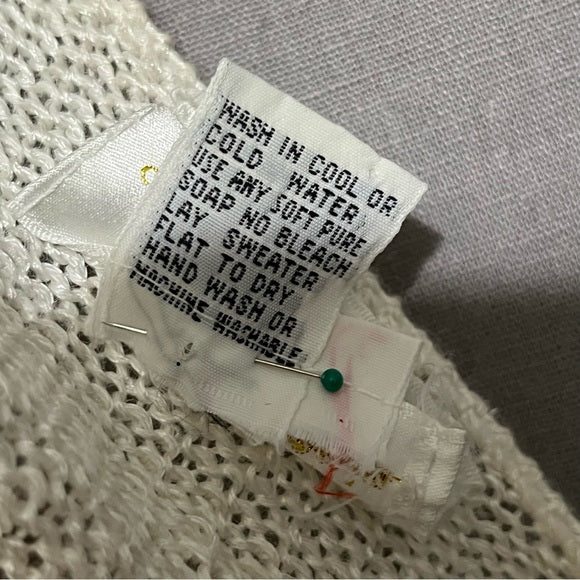 WASH IN COOL OR
COLD WATER
USE ANY SOFT PURE
SOAP NO BLEACH
LAY SWEATER
FLAT TO DRY
HAND WASH OR
MACHINE WASHABLE